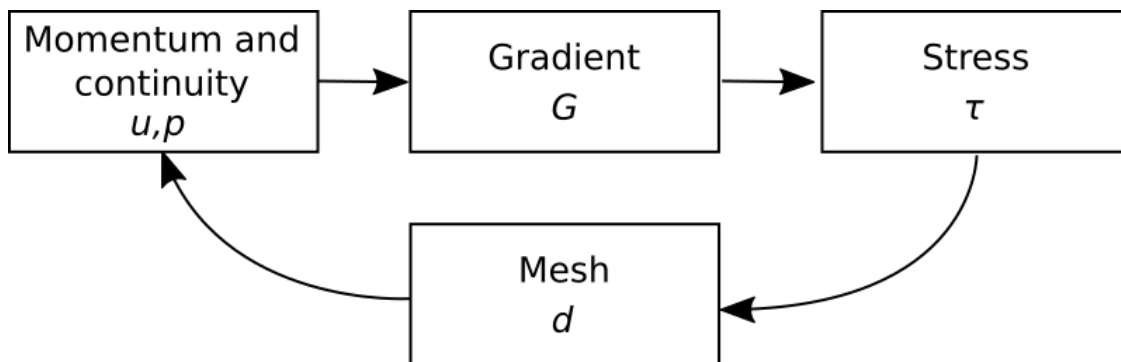 Momentum and
continuity
u,p
Gradient
G
Stress
τ
Mesh
d